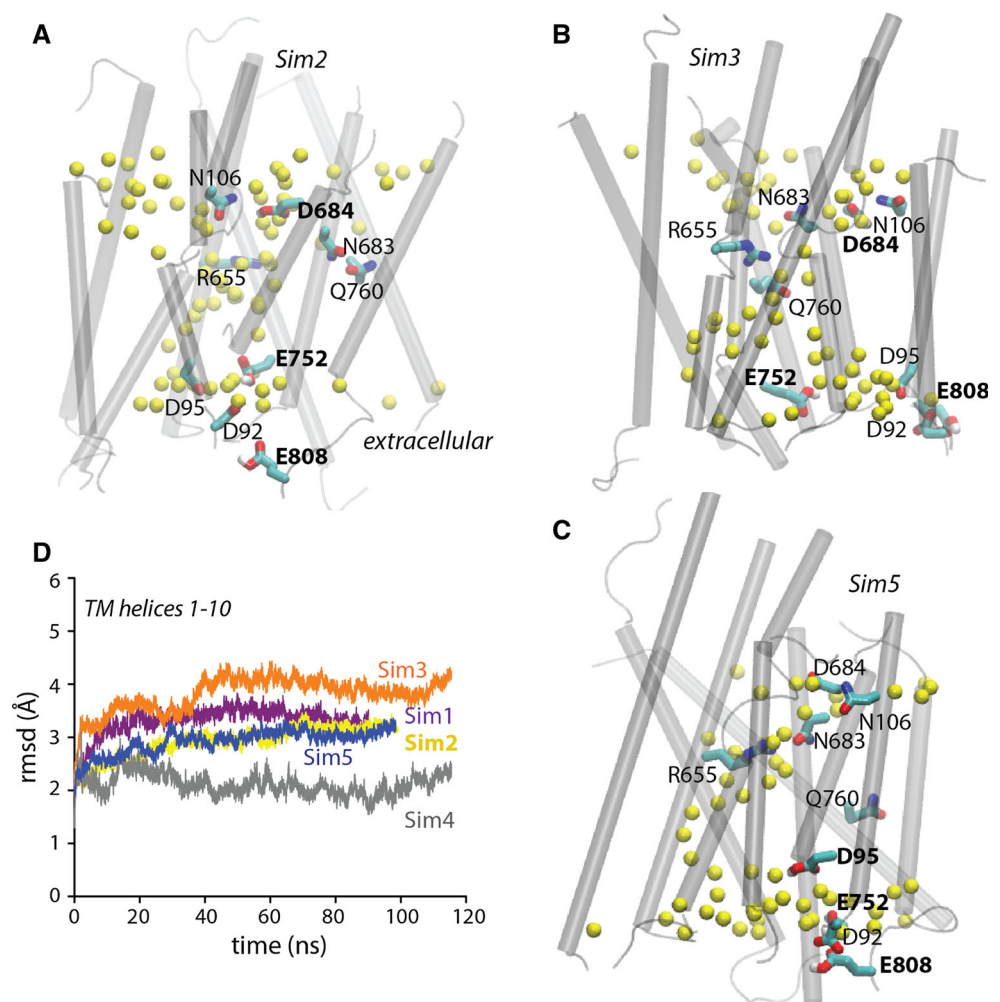 A
Sim2
N106
D684
N683
R655
Q760
E752
D95
D92
extracellular
E808
B
Sim3
N683
R655
N106
D684
Q760
D95
E752
E808
D92
D
TM helices 1-10
6
5
4
3
2
1
0
rmsd (Å)
Sim3
Sim1
Sim2
Sim5
Sim4
0 20 40 60 80 100 120
time (ns)
C
Sim5
D684
N106
N683
R655
Q760
D95
E752
D92
E808